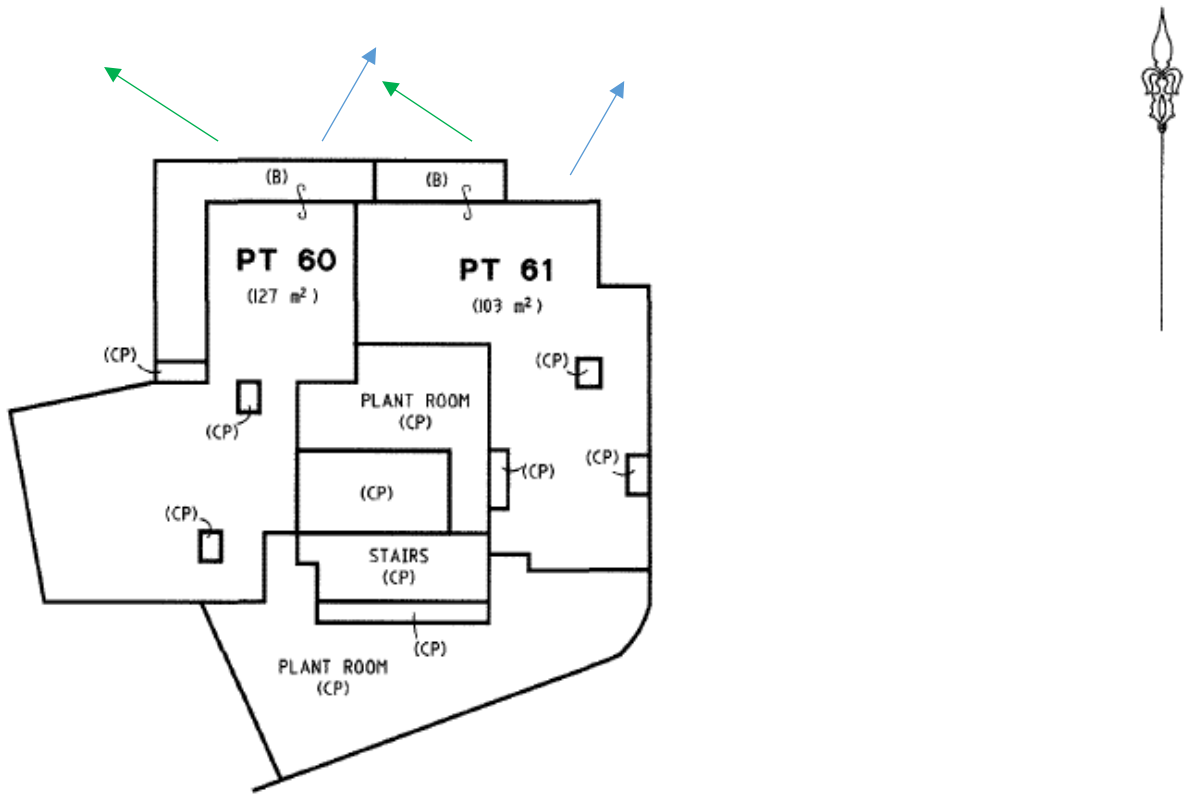 (B)
(B)
PT 60
(127 m²)
PT 61
(103 m²)
(CP)
(CP)
PLANT ROOM
(CP)
(CP)
(CP)
(CP)
(CP)
(CP)
STAIRS
(CP)
(CP)
PLANT ROOM
(CP)